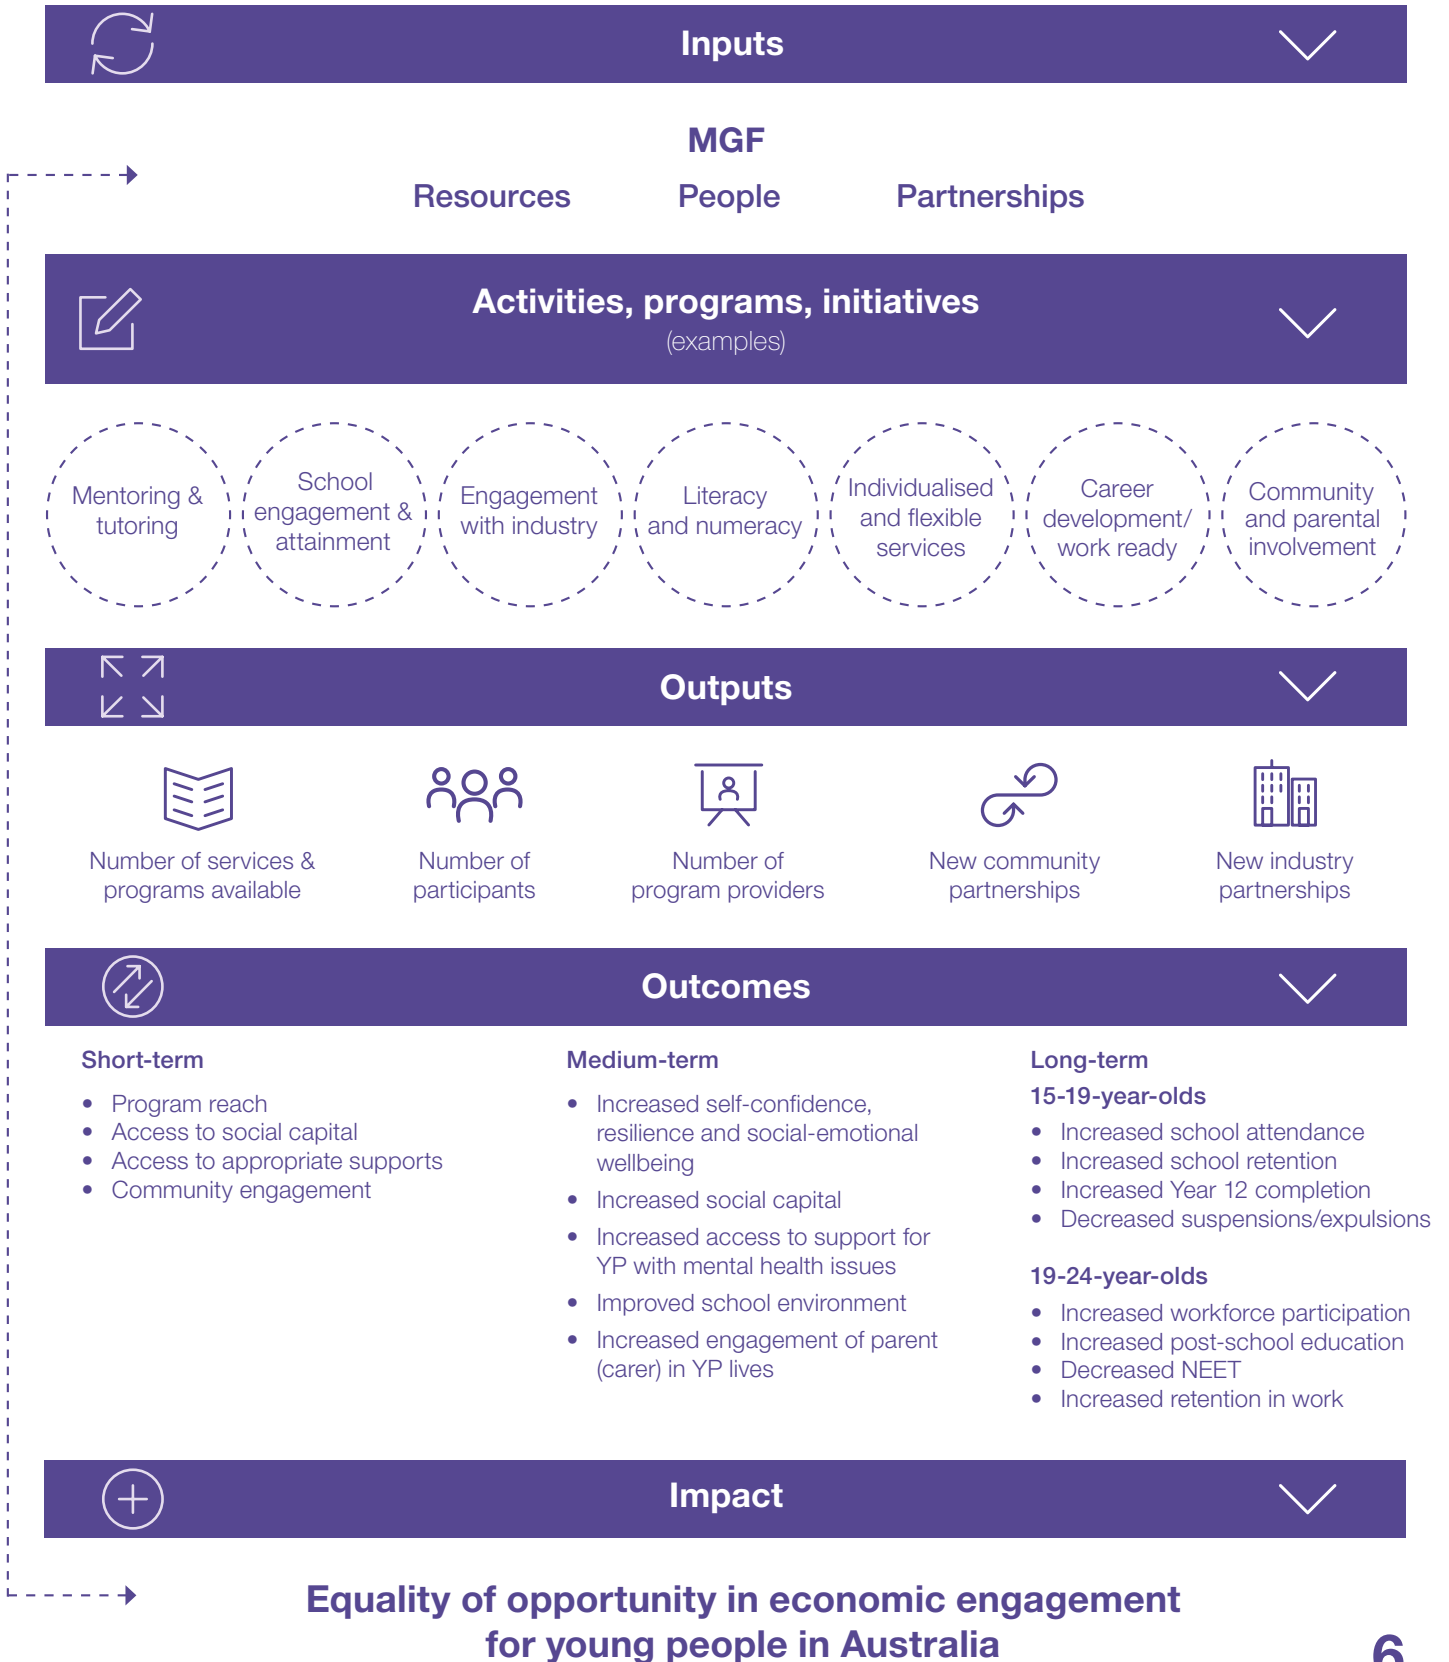 Inputs
MGF
Resources People Partnerships
Activities, programs, initiatives
(examples)
Mentoring &
tutoring
School
engagement &
attainment
Engagement
with industry
Literacy
and numeracy
Individualised
and flexible
services
Career
development/
work ready
Community
and parental
involvement
Outputs
Number of services &
programs available
Number of
participants
Number of
program providers
New community
partnerships
New industry
partnerships
Outcomes
Short-term
• Program reach
• Access to social capital
• Access to appropriate supports
• Community engagement
Medium-term
• Increased self-confidence,
resilience and social-emotional
wellbeing
• Increased social capital
• Increased access to support for
YP with mental health issues
• Improved school environment
• Increased engagement of parent
(carer) in YP lives
Long-term
15-19-year-olds
• Increased school attendance
• Increased school retention
• Increased Year 12 completion
• Decreased suspensions/expulsions
19-24-year-olds
• Increased workforce participation
• Increased post-school education
• Decreased NEET
• Increased retention in work
Impact
Equality of opportunity in economic engagement
for young people in Australia
6